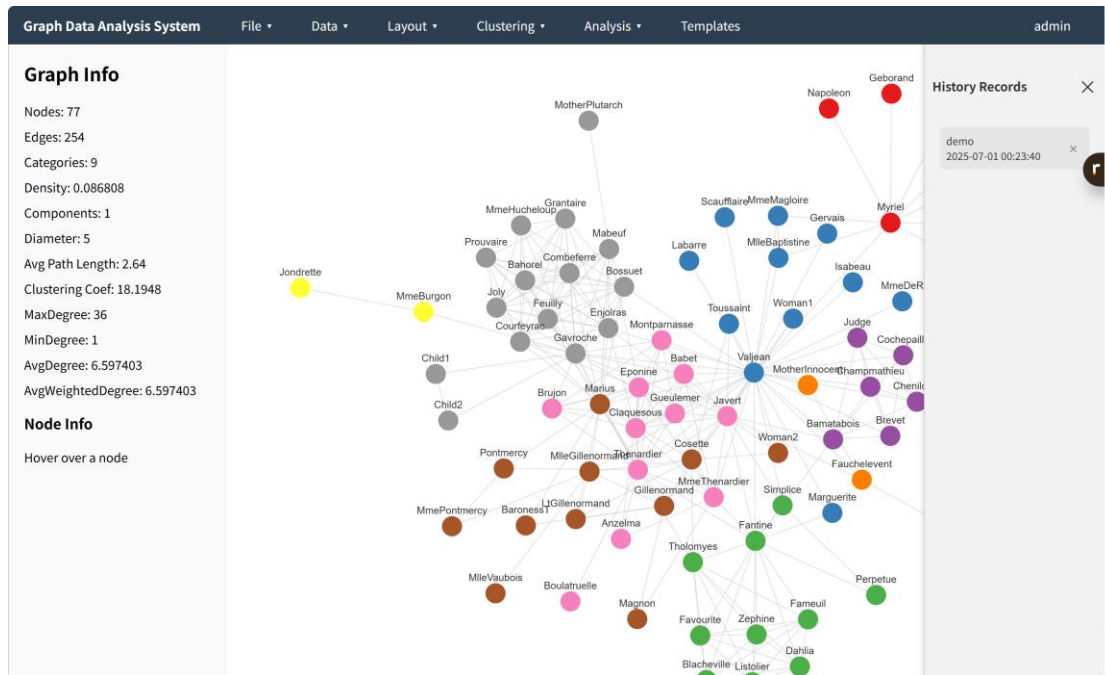 Graph Data Analysis System File ▾ Data ▾ Layout ▾ Clustering ▾ Analysis ▾ Templates admin
Graph Info
Nodes: 77
Edges: 254
Categories: 9
Density: 0.086808
Components: 1
Diameter: 5
Avg Path Length: 2.64
Clustering Coef: 18.1948
MaxDegree: 36
MinDegree: 1
AvgDegree: 6.597403
AvgWeightedDegree: 6.597403
Node Info
Hover over a node
Geborand
Napoleon
MotherPlutarch
Grantaire
MmeHucheloup
Scaufflaire
MmeMagloire
Myriel
Gervais
Mabeuf
Prouvaire
Labarre
MlleBaptistine
Combeferre
Bahorel
Bossuet
Isabeau
Jondrette
MmeDeR
MmeBurgon
Joly
Feuilly
Toussaint
Woman1
Enjolras
Courfeyrac
Montparnasse
Judge
Gavroche
Cochepaill
Child1
Babet
Valjean
Eponine
MotherInnocent
Champmathieu
Chenild
Brujon
Marius
Gueulemer
Javert
Child2
Claquesous
Bamatabois
Brevet
Cosette
Woman2
Pontmercy
MlleGillenormand
Thenardier
Fauchelevent
MmeThenardier
Gillenormand
Simplice
Marguerite
MmePontmercy
BaronessT
LtGillenormand
Anzelma
Fantine
Tholomyes
MlleVaubois
Boulatruelle
Perpetue
Magnon
Fameuil
Favourite
Zephine
Dahlia
Blacheville
Listolier
History Records
demo
2025-07-01 00:23:40
r